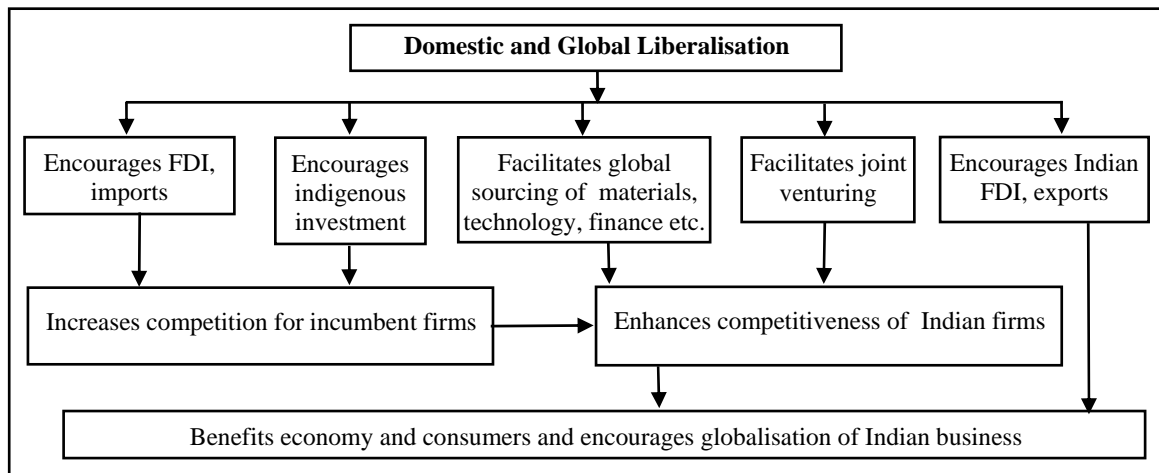 Domestic and Global Liberalisation
Encourages FDI,
imports
Encourages
indigenous
investment
Facilitates global
sourcing of materials,
technology, finance etc.
Facilitates joint
venturing
Encourages Indian
FDI, exports
Increases competition for incumbent firms
Enhances competitiveness of Indian firms
Benefits economy and consumers and encourages globalisation of Indian business